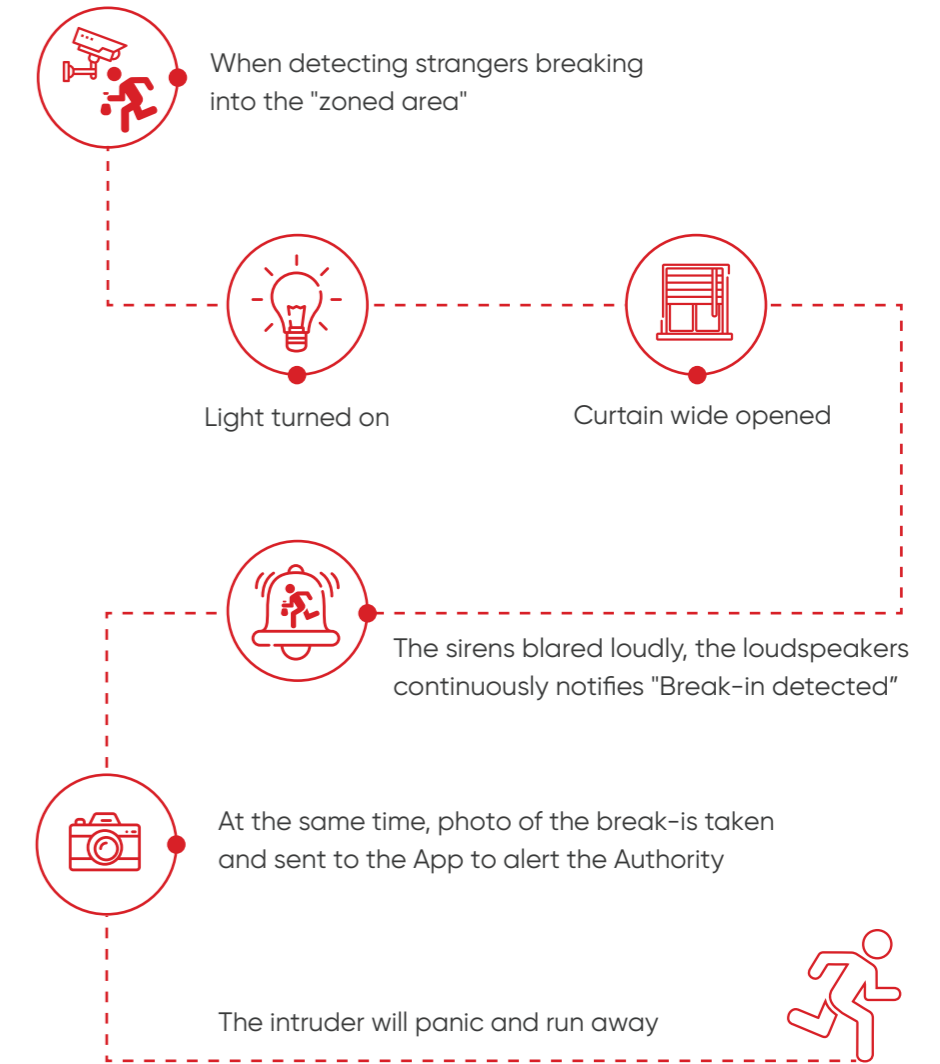 When detecting strangers breaking
into the "zoned area"
Light turned on
Curtain wide opened
The sirens blared loudly, the loudspeakers
continuously notifies "Break-in detected”
At the same time, photo of the break-is taken
and sent to the App to alert the Authority
The intruder will panic and run away